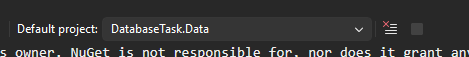 Default project: DatabaseTask.Data
s owner. NuGet is not responsible for, nor does it grant any